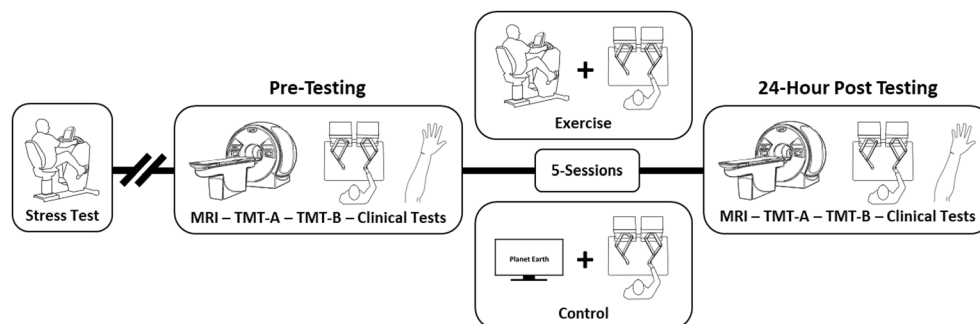 Stress Test
Pre-Testing
MRI – TMT-A – TMT-B – Clinical Tests
Exercise
5-Sessions
Planet Earth
Control
24-Hour Post Testing
MRI – TMT-A – TMT-B – Clinical Tests